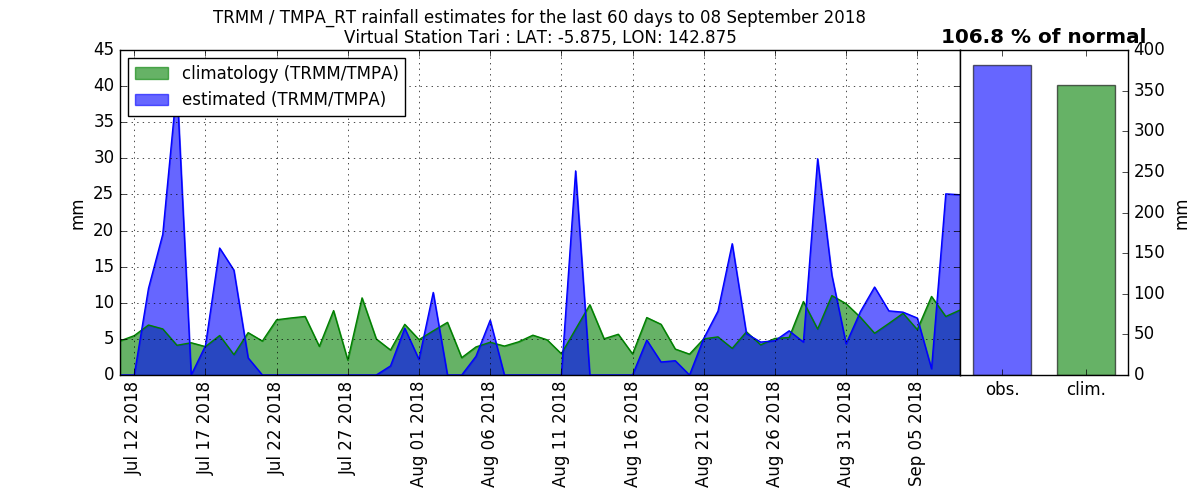 TRMM / TMPA_RT rainfall estimates for the last 60 days to 08 September 2018
Virtual Station Tari : LAT: -5.875, LON: 142.875
106.8 % of normal
climatology (TRMM/TMPA)
estimated (TRMM/TMPA)
45
40
35
30
25
20
15
10
5
0
mm
Jul 12 2018
Jul 17 2018
Jul 22 2018
Jul 27 2018
Aug 01 2018
Aug 06 2018
Aug 11 2018
Aug 16 2018
Aug 21 2018
Aug 26 2018
Aug 31 2018
Sep 05 2018
obs.
clim.
400
350
300
250
200
150
100
50
0
mm